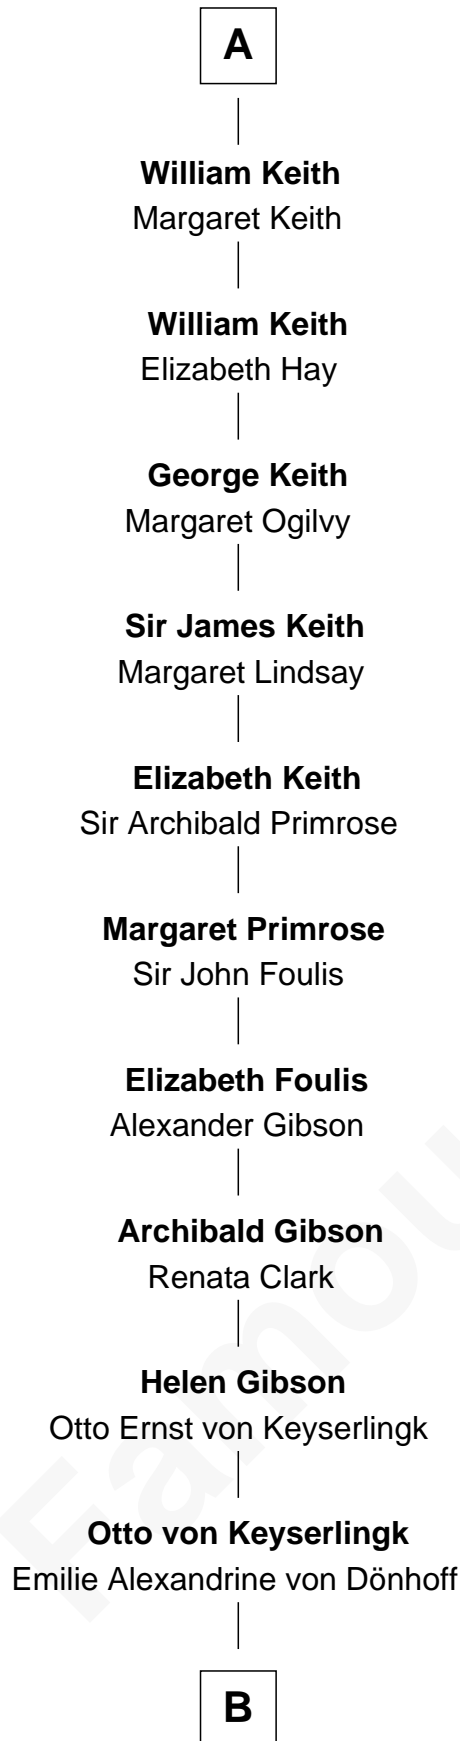 A
William Keith
Margaret Keith
William Keith
Elizabeth Hay
George Keith
Margaret Ogilvy
Sir James Keith
Margaret Lindsay
Elizabeth Keith
Sir Archibald Primrose
Margaret Primrose
Sir John Foulis
Elizabeth Foulis
Alexander Gibson
Archibald Gibson
Renata Clark
Helen Gibson
Otto Ernst von Keyserlingk
Otto von Keyserlingk
Emilie Alexandrine von Dönhoff
B
Famou